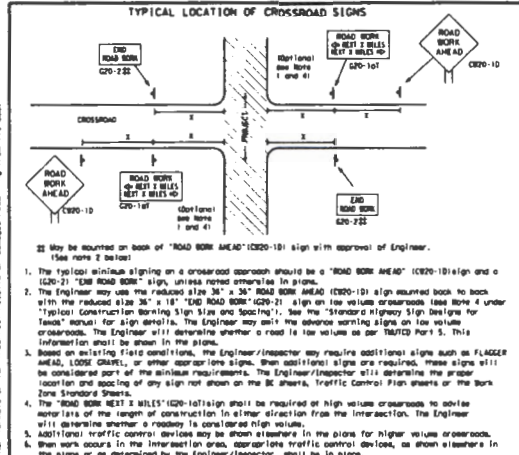 TYPICAL LOCATION OF CROSSROAD SIGNS
END
ROAD WORK
G20-2‡‡
(Optional
see Note
1 and 4)
ROAD WORK
<= NEXT X MILES
NEXT X MILES =>
G20-1aT
ROAD
WORK
AHEAD
CW20-1D
X
X
CROSSROAD
PROJECT
X
X
X
X
ROAD
WORK
AHEAD
CW20-1D
ROAD WORK
<= NEXT X MILES
NEXT X MILES =>
G20-1aT
(Optional
see Note
1 and 4)
END
ROAD WORK
G20-2‡‡
‡‡ May be mounted on back of "ROAD WORK AHEAD" (CW20-1D) sign with approval of Engineer.
(See note 2 below)
1. The typical minimum signing on a crossroad approach should be a "ROAD WORK AHEAD" (CW20-1D) sign and a
(G20-2) "END ROAD WORK" sign, unless noted otherwise in plans.
2. The Engineer may use the reduced size 36" x 36" ROAD WORK AHEAD (CW20-1D) sign mounted back to back
with the reduced size 36" x 18" "END ROAD WORK" (G20-2) sign on low volume crossroads (see Note 4 under
"Typical Construction Warning Sign Size and Spacing"). See the "Standard Highway Sign Designs for
Texas" manual for sign details. The Engineer may omit the advance warning signs on low volume
crossroads. The Engineer will determine whether a road is low volume as per TMUTCD Part 5. This
information shall be shown in the plans.
3. Based on existing field conditions, the Engineer/Inspector may require additional signs such as FLAGGER
AHEAD, LOOSE GRAVEL, or other appropriate signs. When additional signs are required, these signs will
be considered part of the minimum requirements. The Engineer/Inspector will determine the proper
location and spacing of any sign not shown on the BC sheets, Traffic Control Plan sheets or the Work
Zone Standard Sheets.
4. The "ROAD WORK NEXT X MILES" (G20-1aT) sign shall be required at high volume crossroads to advise
motorists of the length of construction in either direction from the intersection. The Engineer
will determine whether a roadway is considered high volume.
5. Additional traffic control devices may be shown elsewhere in the plans for higher volume crossroads.
6. When work occurs in the intersection area, appropriate traffic control devices, as shown elsewhere in
the plans or as determined by the Engineer/Inspector, shall be in place.